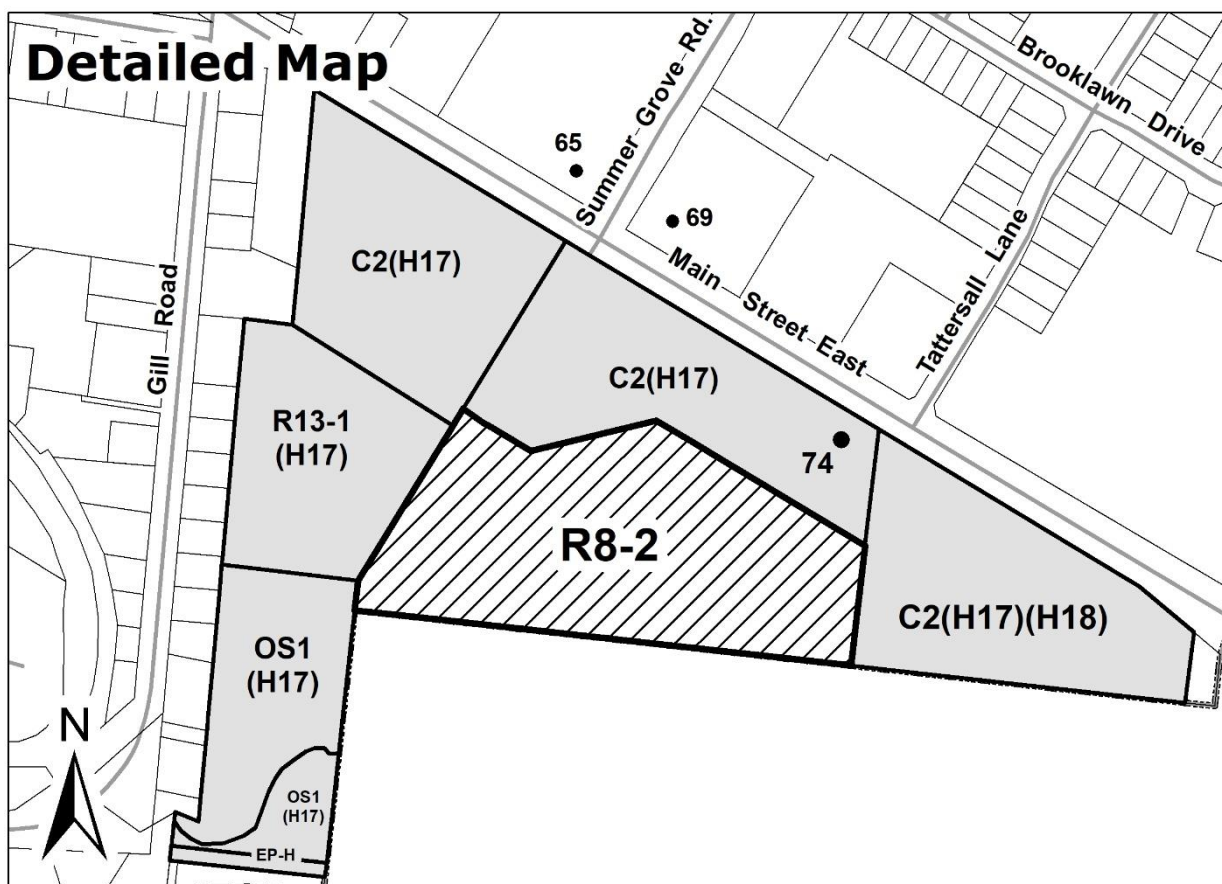 Detailed Map
Summer Grove Rd.
Brooklawn Drive
65
69
Main Street East
Tattersall Lane
Gill Road
C2(H17)
C2(H17)
R13-1
(H17)
74
R8-2
C2(H17)(H18)
OS1
(H17)
N
OS1
(H17)
EP-H